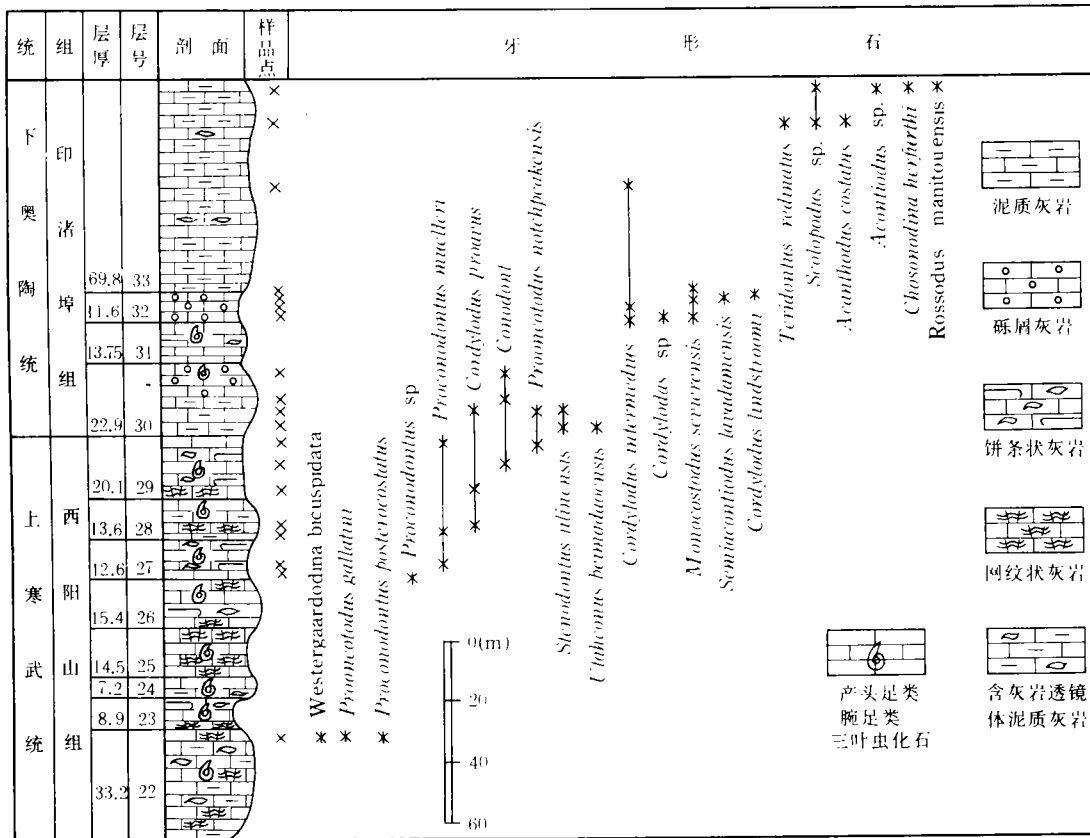 统 组 层厚 层号 剖面 样品点 牙形石
下奥陶统
印渚埠组
上寒武统
西阳山组
69.8 33
11.6 32
13.75 31
22.9 30
20.1 29
13.6 28
12.6 27
15.4 26
14.5 25
7.2 24
8.9 23
33.2 22
Westergaardodina bicuspidata
Prooncotodus gallatini
Proconodontus posterocostatus
Proconodontus sp
Proconodontus muelleri
Cordylodus proavus
Conodont
Prooncotodus notchpeakensis
Stenodontus
Utahconus beimadaoensis
Cordylodus intermedius
Cordylodus sp
Monocostodus sevierensis
Semiacontiodus lavadamensis
Cordylodus lindstromi
Teridontus
Scolopodus sp.
Acanthodus costatus
Acontiodus sp.
Chosonodina herfurthi
Rossodus manitouensis
0(m)
20
40
60
泥质灰岩
砾屑灰岩
饼条状灰岩
网纹状灰岩
产头足类
腕足类
三叶虫化石
含灰岩透镜
体泥质灰岩